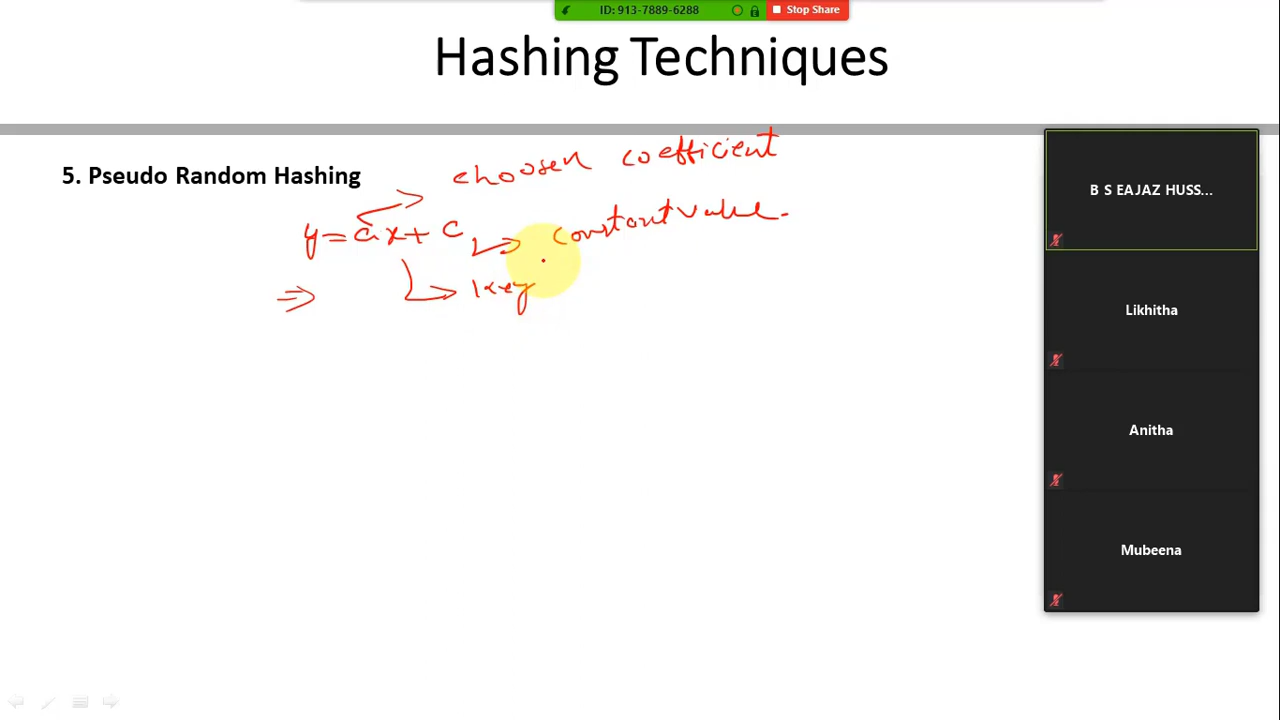 ID: 913-7889-6288 Stop Share
Hashing Techniques
5. Pseudo Random Hashing
choosen coefficient
y = ax + c
constant value.
⇒ key
B S EAJAZ HUSS...
Likhitha
Anitha
Mubeena